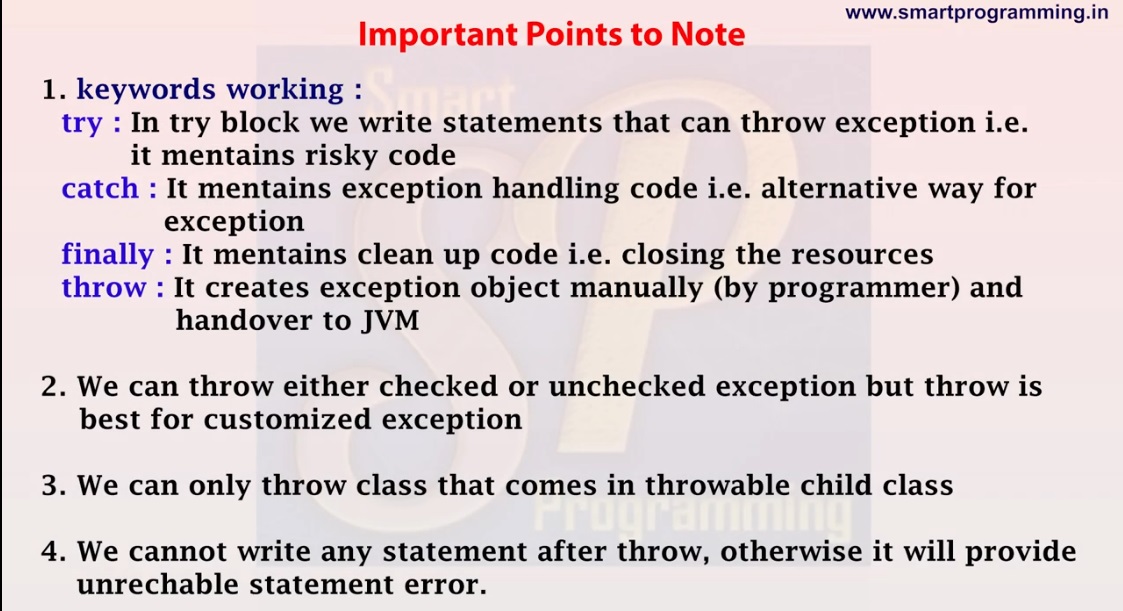 www.smartprogramming.in
Important Points to Note
1. keywords working :
try : In try block we write statements that can throw exception i.e.
it mentains risky code
catch : It mentains exception handling code i.e. alternative way for
exception
finally : It mentains clean up code i.e. closing the resources
throw : It creates exception object manually (by programmer) and
handover to JVM
2. We can throw either checked or unchecked exception but throw is
best for customized exception
3. We can only throw class that comes in throwable child class
4. We cannot write any statement after throw, otherwise it will provide
unrechable statement error.
Smart
SP
Programming